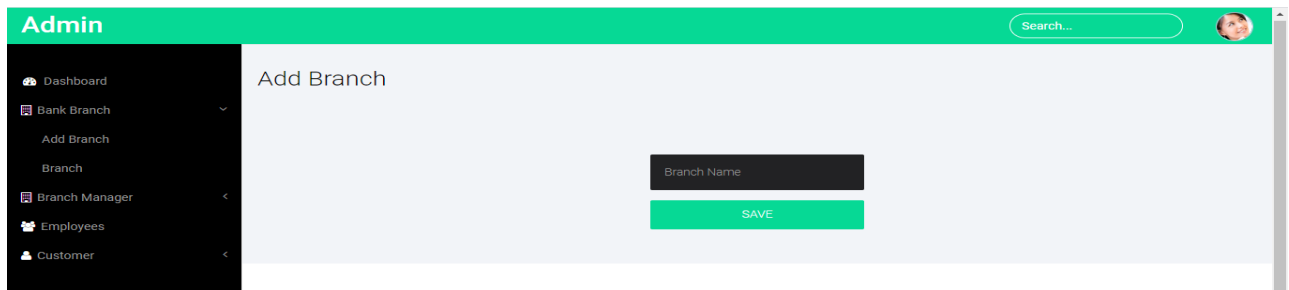 Admin
Search...
Dashboard
Bank Branch
Add Branch
Branch
Branch Manager
Employees
Customer
Add Branch
Branch Name
SAVE